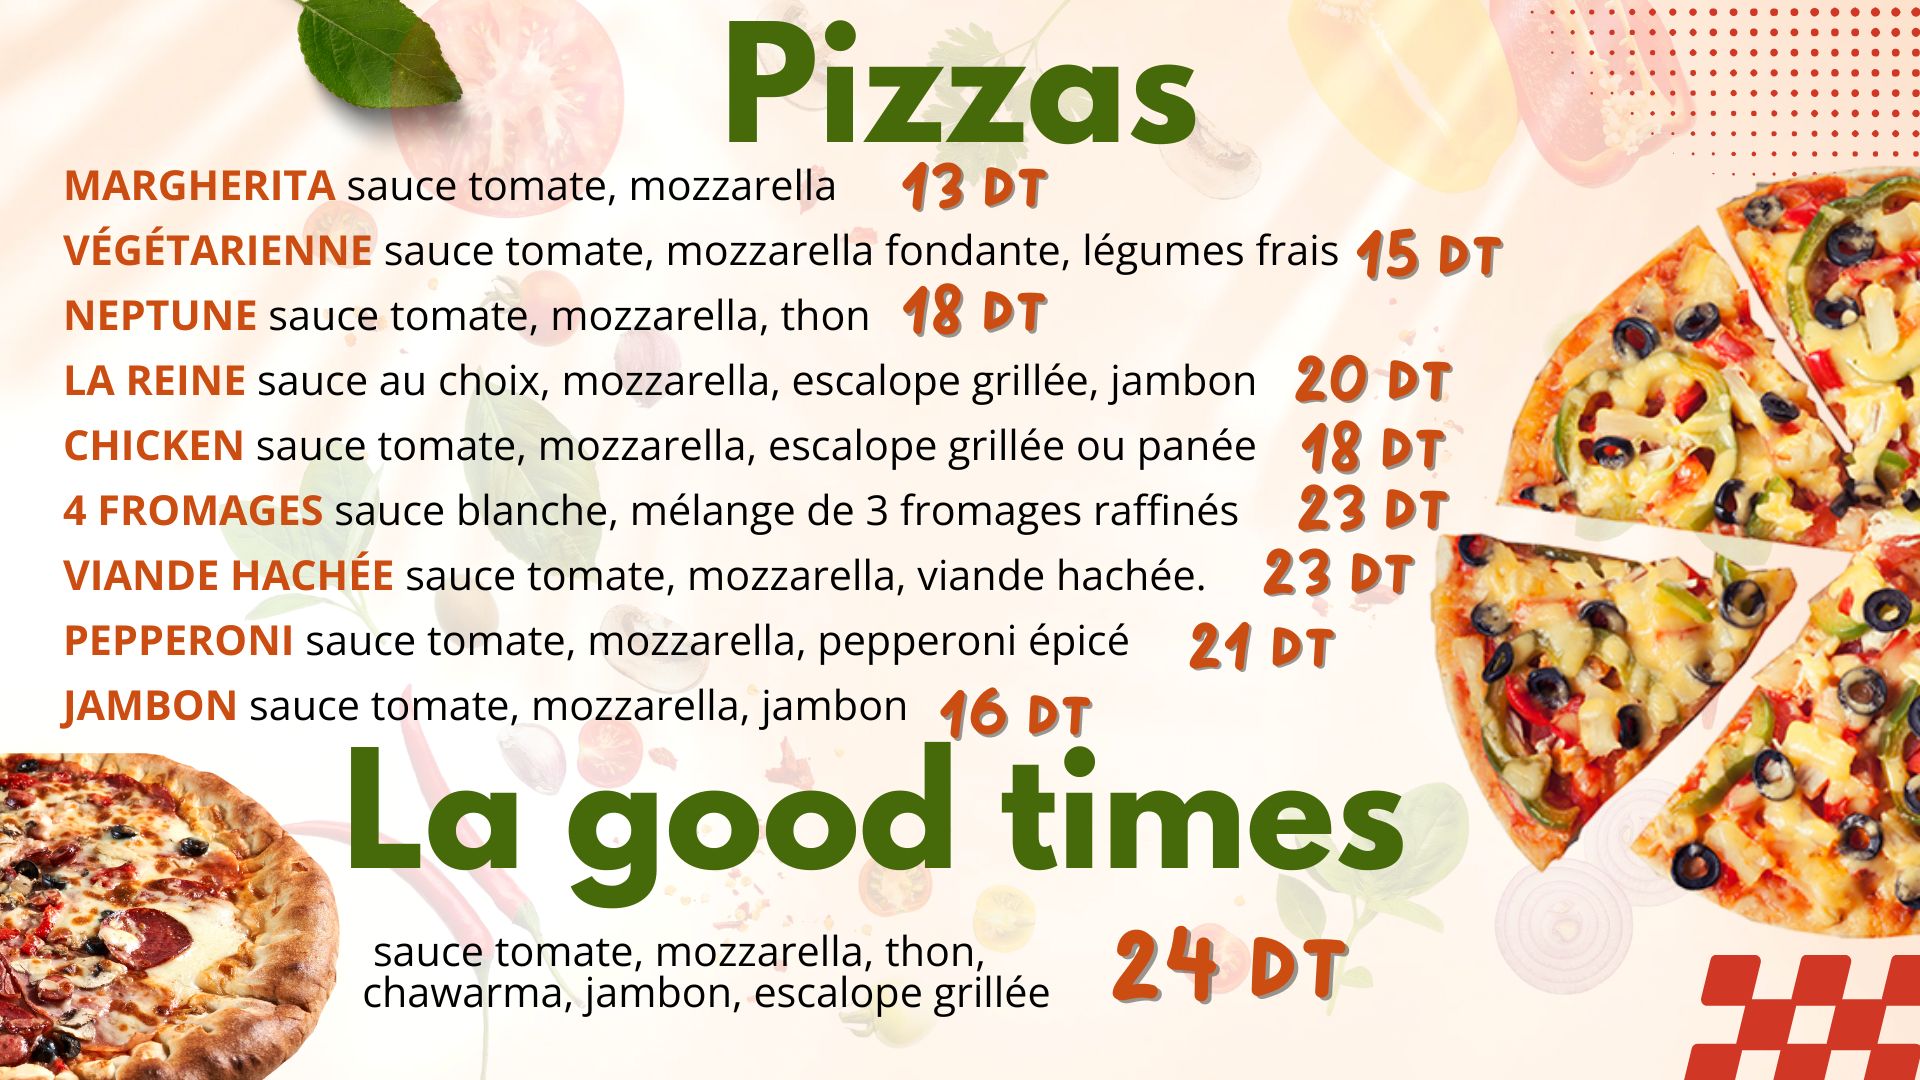 Pizzas
MARGHERITA sauce tomate, mozzarella 13 DT
VÉGÉTARIENNE sauce tomate, mozzarella fondante, légumes frais 15 DT
NEPTUNE sauce tomate, mozzarella, thon 18 DT
LA REINE sauce au choix, mozzarella, escalope grillée, jambon 20 DT
CHICKEN sauce tomate, mozzarella, escalope grillée ou panée 18 DT
4 FROMAGES sauce blanche, mélange de 3 fromages raffinés 23 DT
VIANDE HACHÉE sauce tomate, mozzarella, viande hachée. 23 DT
PEPPERONI sauce tomate, mozzarella, pepperoni épicé 21 DT
JAMBON sauce tomate, mozzarella, jambon 16 DT
La good times
sauce tomate, mozzarella, thon,
chawarma, jambon, escalope grillée 24 DT